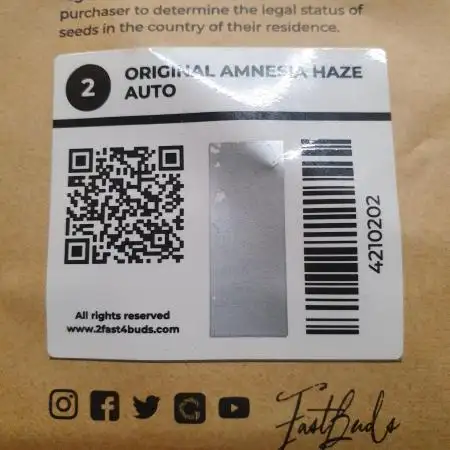 purchaser to determine the legal status of
seeds in the country of their residence.
2
ORIGINAL AMNESIA HAZE
AUTO
4210202
All rights reserved
www.2fast4buds.com
FastBuds